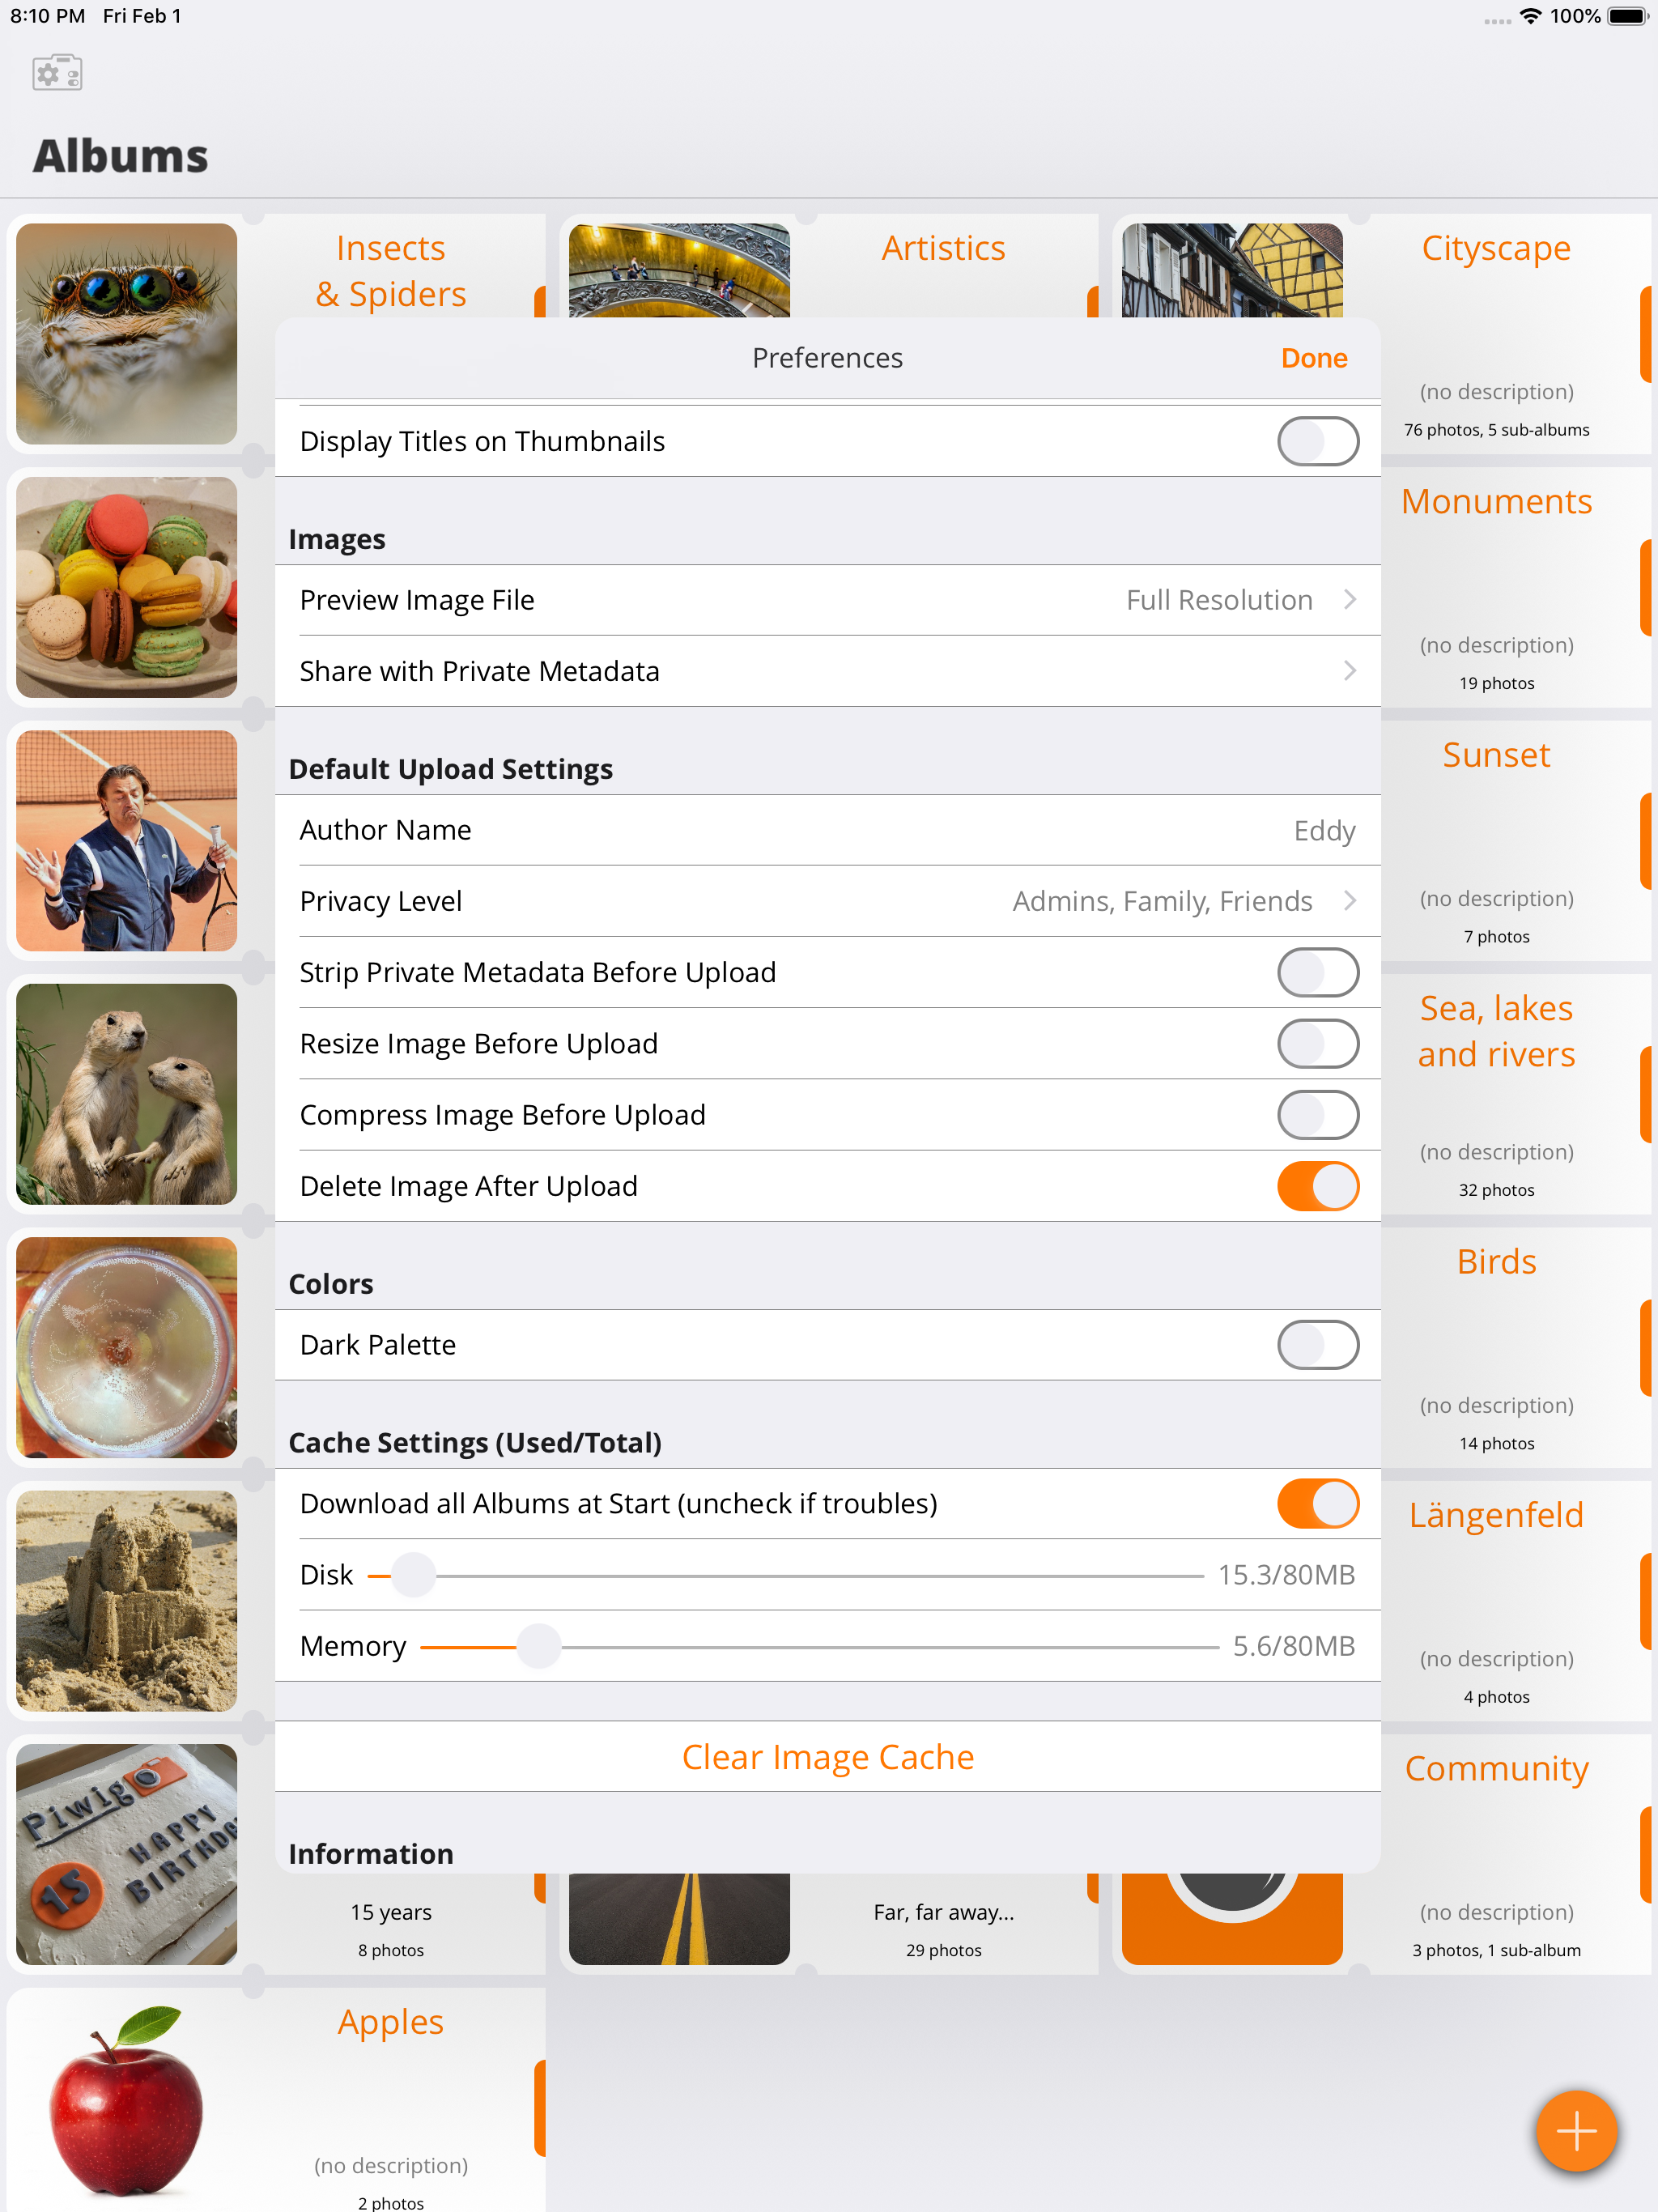 8:10 PM Fri Feb 1
100%
Albums
Insects
& Spiders
Artistics
Cityscape
(no description)
76 photos, 5 sub-albums
Preferences
Done
Display Titles on Thumbnails
Images
Preview Image File
Full Resolution
Share with Private Metadata
Default Upload Settings
Author Name
Eddy
Privacy Level
Admins, Family, Friends
Strip Private Metadata Before Upload
Resize Image Before Upload
Compress Image Before Upload
Delete Image After Upload
Colors
Dark Palette
Cache Settings (Used/Total)
Download all Albums at Start (uncheck if troubles)
Disk
15.3/80MB
Memory
5.6/80MB
Clear Image Cache
Information
Monuments
(no description)
19 photos
Sunset
(no description)
7 photos
Sea, lakes
and rivers
(no description)
32 photos
Birds
(no description)
14 photos
Längenfeld
(no description)
4 photos
Community
(no description)
3 photos, 1 sub-album
Piwigo
HAPPY
15
15 years
8 photos
Far, far away...
29 photos
Apples
(no description)
2 photos